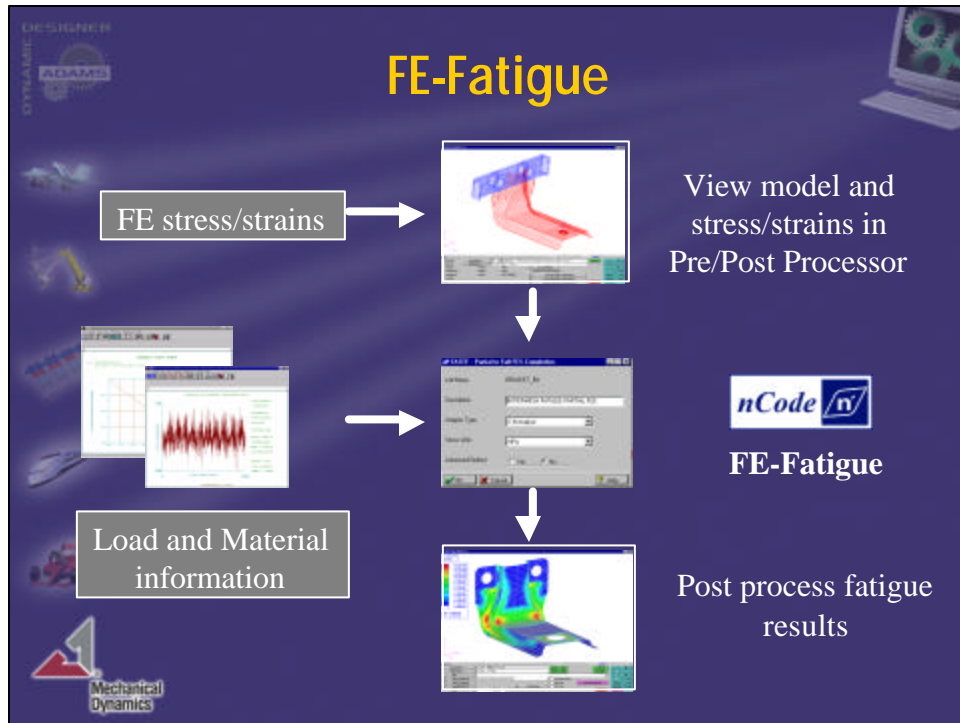 DYNAMIC DESIGNER
ADAMS
FE-Fatigue
FE stress/strains
View model and
stress/strains in
Pre/Post Processor
nCode n
FE-Fatigue
Load and Material
information
Post process fatigue
results
Mechanical
Dynamics